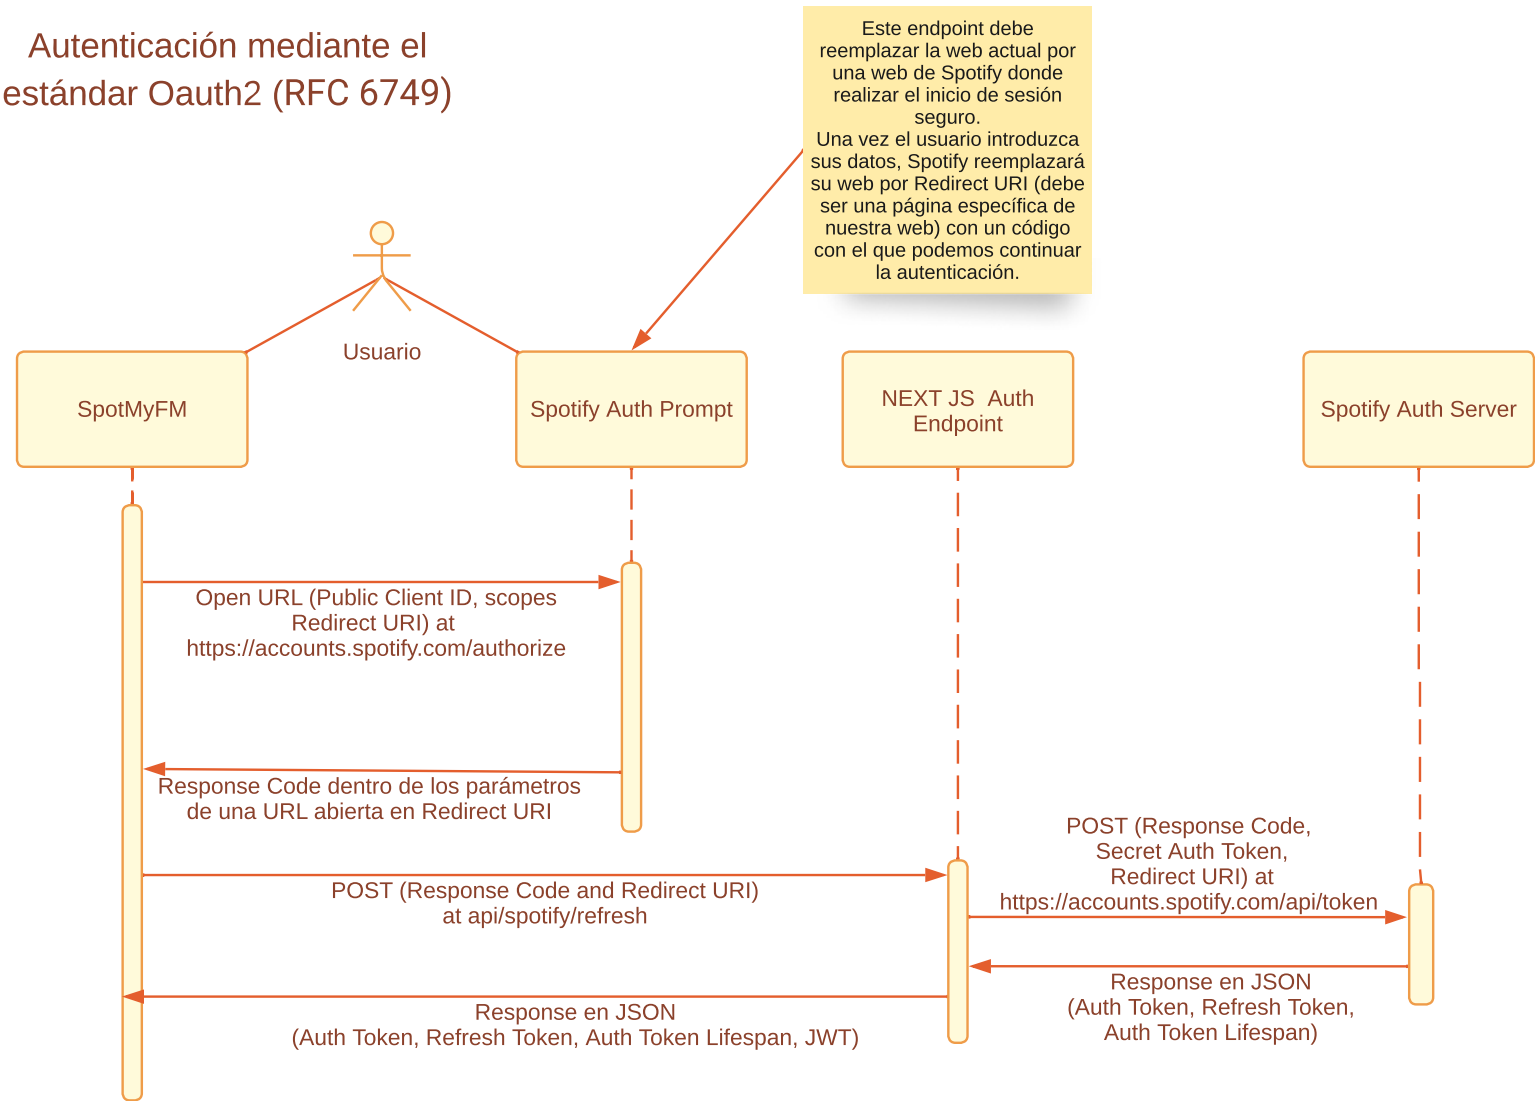 Autenticación mediante el
estándar Oauth2 (RFC 6749)
Este endpoint debe
reemplazar la web actual por
una web de Spotify donde
realizar el inicio de sesión
seguro.
Una vez el usuario introduzca
sus datos, Spotify reemplazará
su web por Redirect URI (debe
ser una página específica de
nuestra web) con un código
con el que podemos continuar
la autenticación.
Usuario
SpotMyFM
Spotify Auth Prompt
NEXT JS  Auth
Endpoint
Spotify Auth Server
Open URL (Public Client ID, scopes
Redirect URI) at
https://accounts.spotify.com/authorize
Response Code dentro de los parámetros
de una URL abierta en Redirect URI
POST (Response Code and Redirect URI)
at api/spotify/refresh
POST (Response Code,
Secret Auth Token,
Redirect URI) at
https://accounts.spotify.com/api/token
Response en JSON
(Auth Token, Refresh Token,
Auth Token Lifespan)
Response en JSON
(Auth Token, Refresh Token, Auth Token Lifespan, JWT)